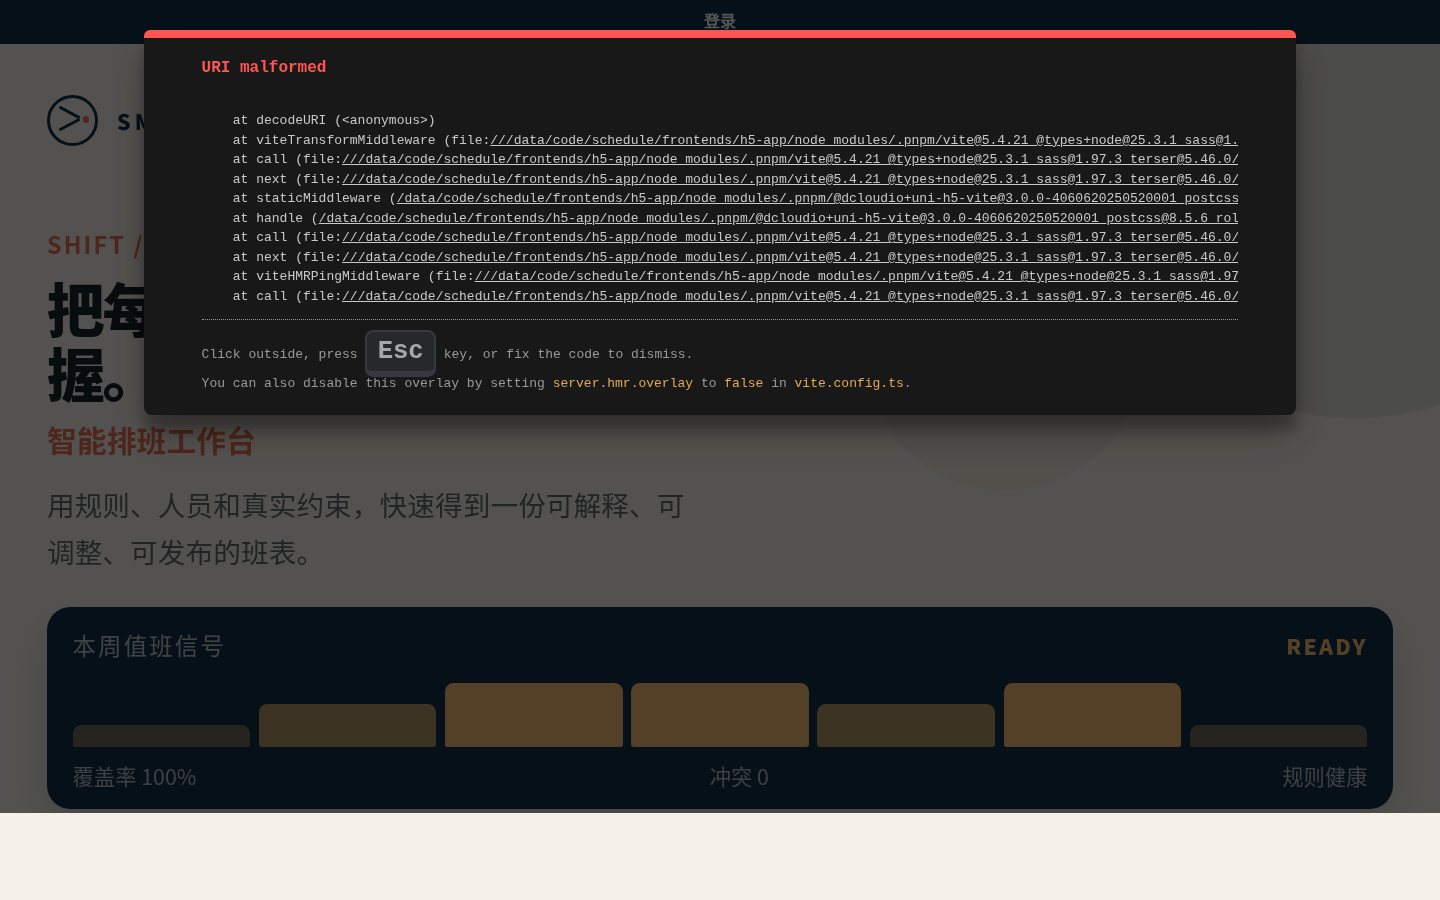 登录
URI malformed
at decodeURI (<anonymous>)
at viteTransformMiddleware (file:///data/code/schedule/frontends/h5-app/node_modules/.pnpm/vite@5.4.21_@types+node@25.3.1_sass@1.
at call (file:///data/code/schedule/frontends/h5-app/node_modules/.pnpm/vite@5.4.21_@types+node@25.3.1_sass@1.97.3_terser@5.46.0/
at next (file:///data/code/schedule/frontends/h5-app/node_modules/.pnpm/vite@5.4.21_@types+node@25.3.1_sass@1.97.3_terser@5.46.0/
at staticMiddleware (/data/code/schedule/frontends/h5-app/node_modules/.pnpm/@dcloudio+uni-h5-vite@3.0.0-4060620250520001_postcss
at handle (/data/code/schedule/frontends/h5-app/node_modules/.pnpm/@dcloudio+uni-h5-vite@3.0.0-4060620250520001_postcss@8.5.6_rol
at call (file:///data/code/schedule/frontends/h5-app/node_modules/.pnpm/vite@5.4.21_@types+node@25.3.1_sass@1.97.3_terser@5.46.0/
at next (file:///data/code/schedule/frontends/h5-app/node_modules/.pnpm/vite@5.4.21_@types+node@25.3.1_sass@1.97.3_terser@5.46.0/
at viteHMRPingMiddleware (file:///data/code/schedule/frontends/h5-app/node_modules/.pnpm/vite@5.4.21_@types+node@25.3.1_sass@1.97
at call (file:///data/code/schedule/frontends/h5-app/node_modules/.pnpm/vite@5.4.21_@types+node@25.3.1_sass@1.97.3_terser@5.46.0/
Click outside, press Esc key, or fix the code to dismiss.
You can also disable this overlay by setting server.hmr.overlay to false in vite.config.ts.
SHIFT /
把每
握。
智能排班工作台
用规则、人员和真实约束，快速得到一份可解释、可
调整、可发布的班表。
本周值班信号
READY
覆盖率 100%
冲突 0
规则健康